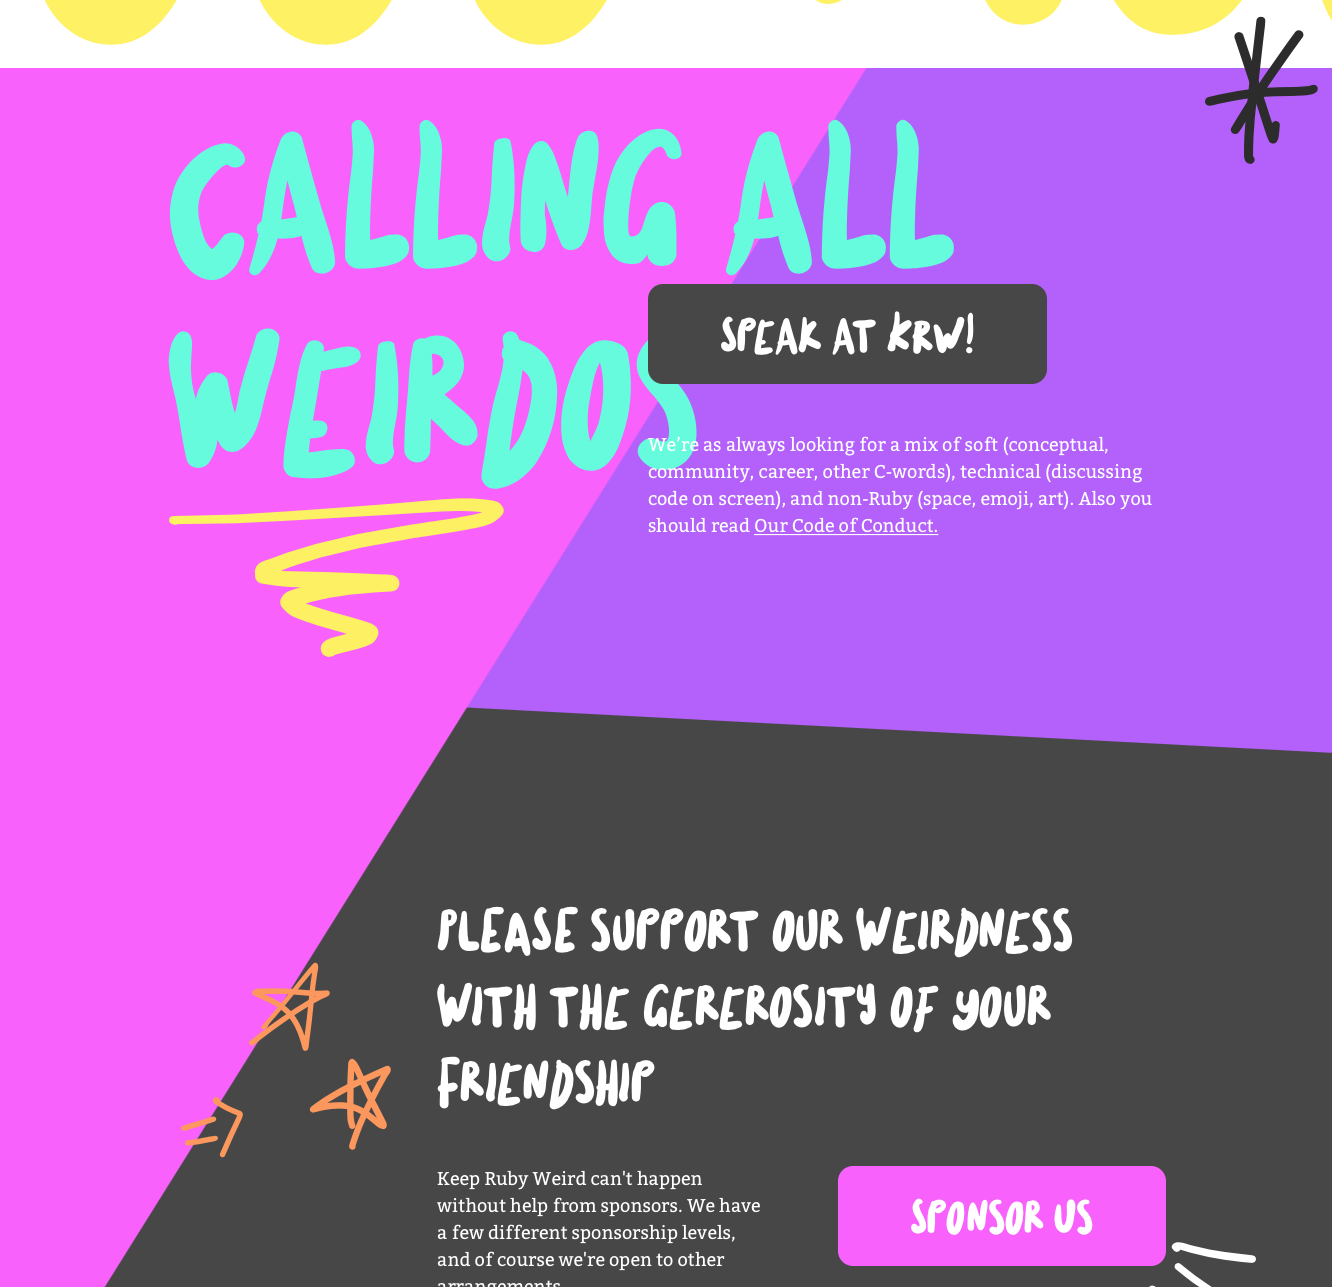 CALLING ALL
WEIRDOS
SPEAK AT KRW!
We're as always looking for a mix of soft (conceptual,
community, career, other C-words), technical (discussing
code on screen), and non-Ruby (space, emoji, art). Also you
should read Our Code of Conduct.
PLEASE SUPPORT OUR WEIRDNESS
WITH THE GEREROSITY OF YOUR
FRIENDSHIP
Keep Ruby Weird can't happen
without help from sponsors. We have
a few different sponsorship levels,
and of course we're open to other
arrangements.
SPONSOR US